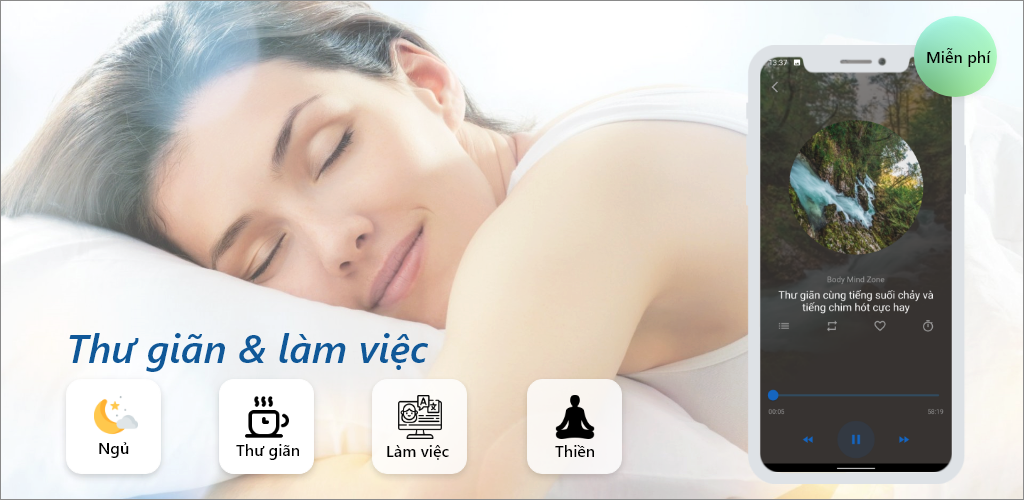 Miễn phí
13:37
Body Mind Zone
Thư giãn cùng tiếng suối chảy và
tiếng chim hót cực hay
00:05
58:19
Thư giãn & làm việc
Ngủ
Thư giãn
Làm việc
Thiền